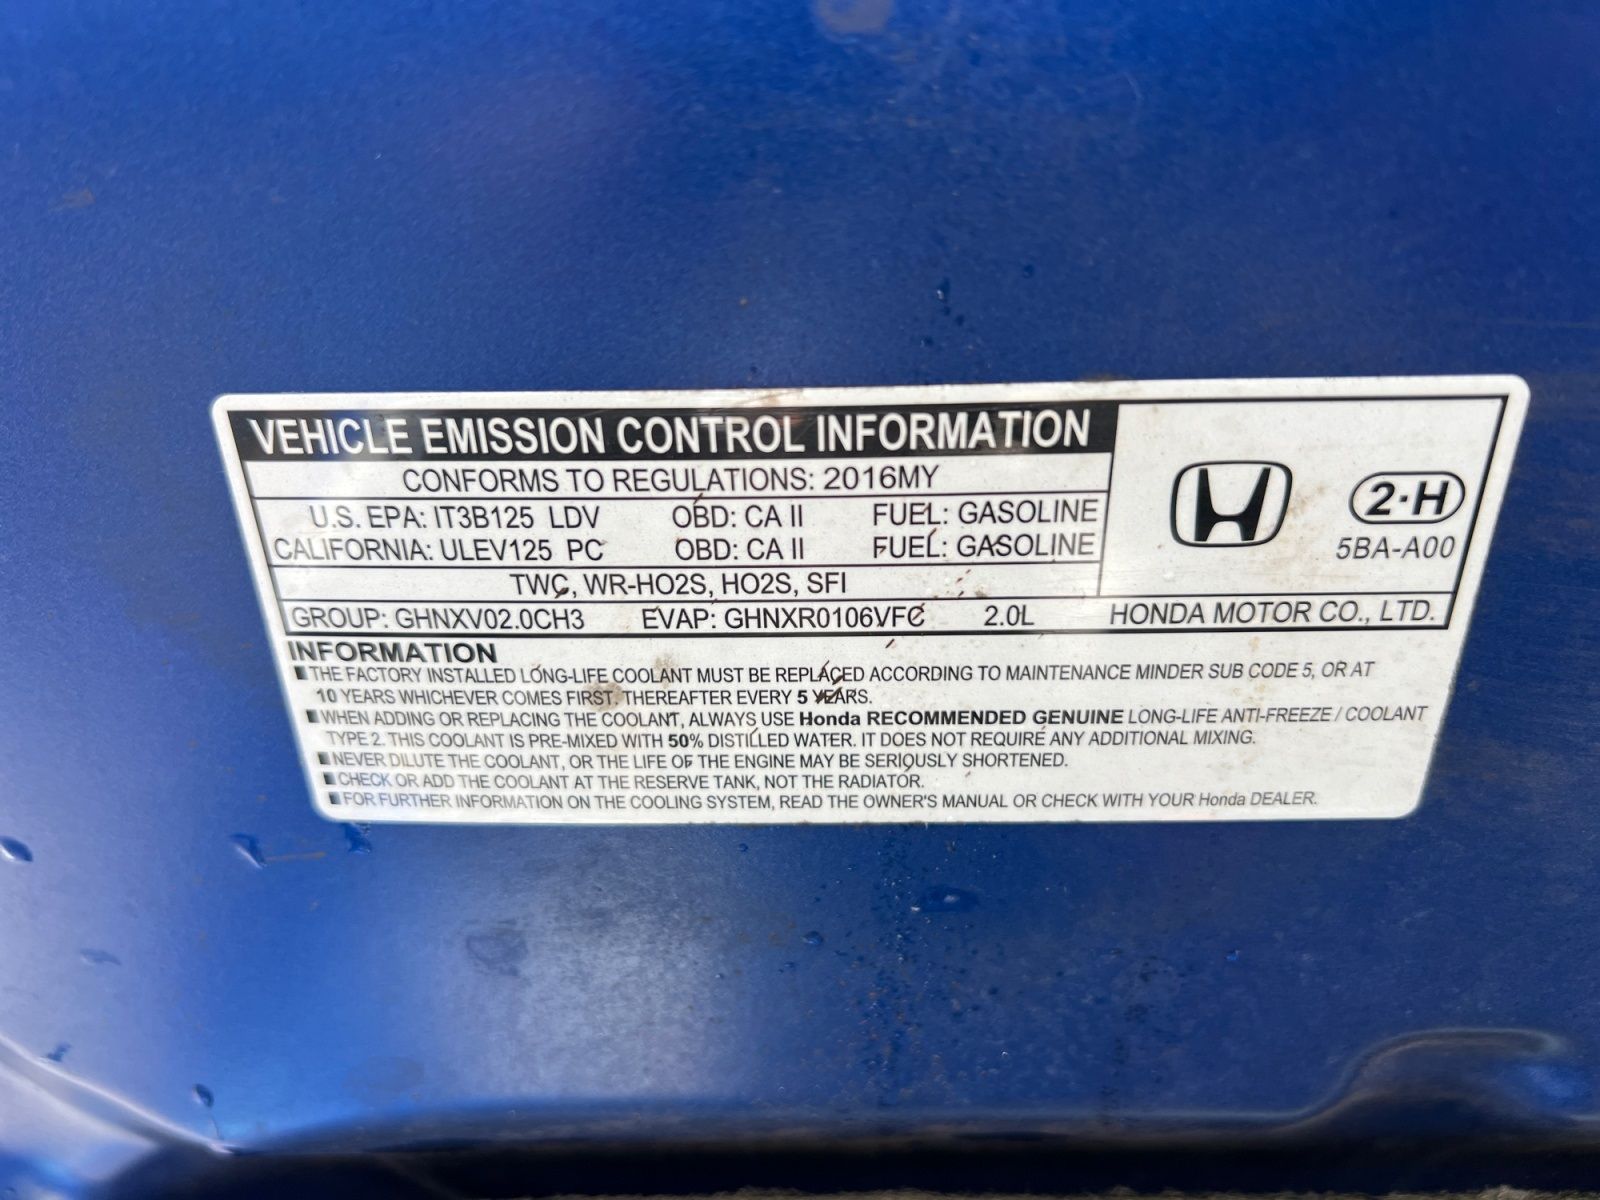 VEHICLE EMISSION CONTROL INFORMATION
CONFORMS TO REGULATIONS: 2016MY
U.S. EPA: IT3B125 LDV OBD: CA II FUEL: GASOLINE
CALIFORNIA: ULEV125 PC OBD: CA II FUEL: GASOLINE
2·H
5BA-A00
TWC, WR-HO2S, HO2S, SFI
GROUP: GHNXV02.0CH3 EVAP: GHNXR0106VFC 2.0L HONDA MOTOR CO., LTD.
INFORMATION
■THE FACTORY INSTALLED LONG-LIFE COOLANT MUST BE REPLACED ACCORDING TO MAINTENANCE MINDER SUB CODE 5, OR AT
10 YEARS WHICHEVER COMES FIRST, THEREAFTER EVERY 5 YEARS.
■WHEN ADDING OR REPLACING THE COOLANT, ALWAYS USE Honda RECOMMENDED GENUINE LONG-LIFE ANTI-FREEZE / COOLANT
TYPE 2. THIS COOLANT IS PRE-MIXED WITH 50% DISTILLED WATER. IT DOES NOT REQUIRE ANY ADDITIONAL MIXING.
■NEVER DILUTE THE COOLANT, OR THE LIFE OF THE ENGINE MAY BE SERIOUSLY SHORTENED.
■CHECK OR ADD THE COOLANT AT THE RESERVE TANK, NOT THE RADIATOR.
■FOR FURTHER INFORMATION ON THE COOLING SYSTEM, READ THE OWNER'S MANUAL OR CHECK WITH YOUR Honda DEALER.